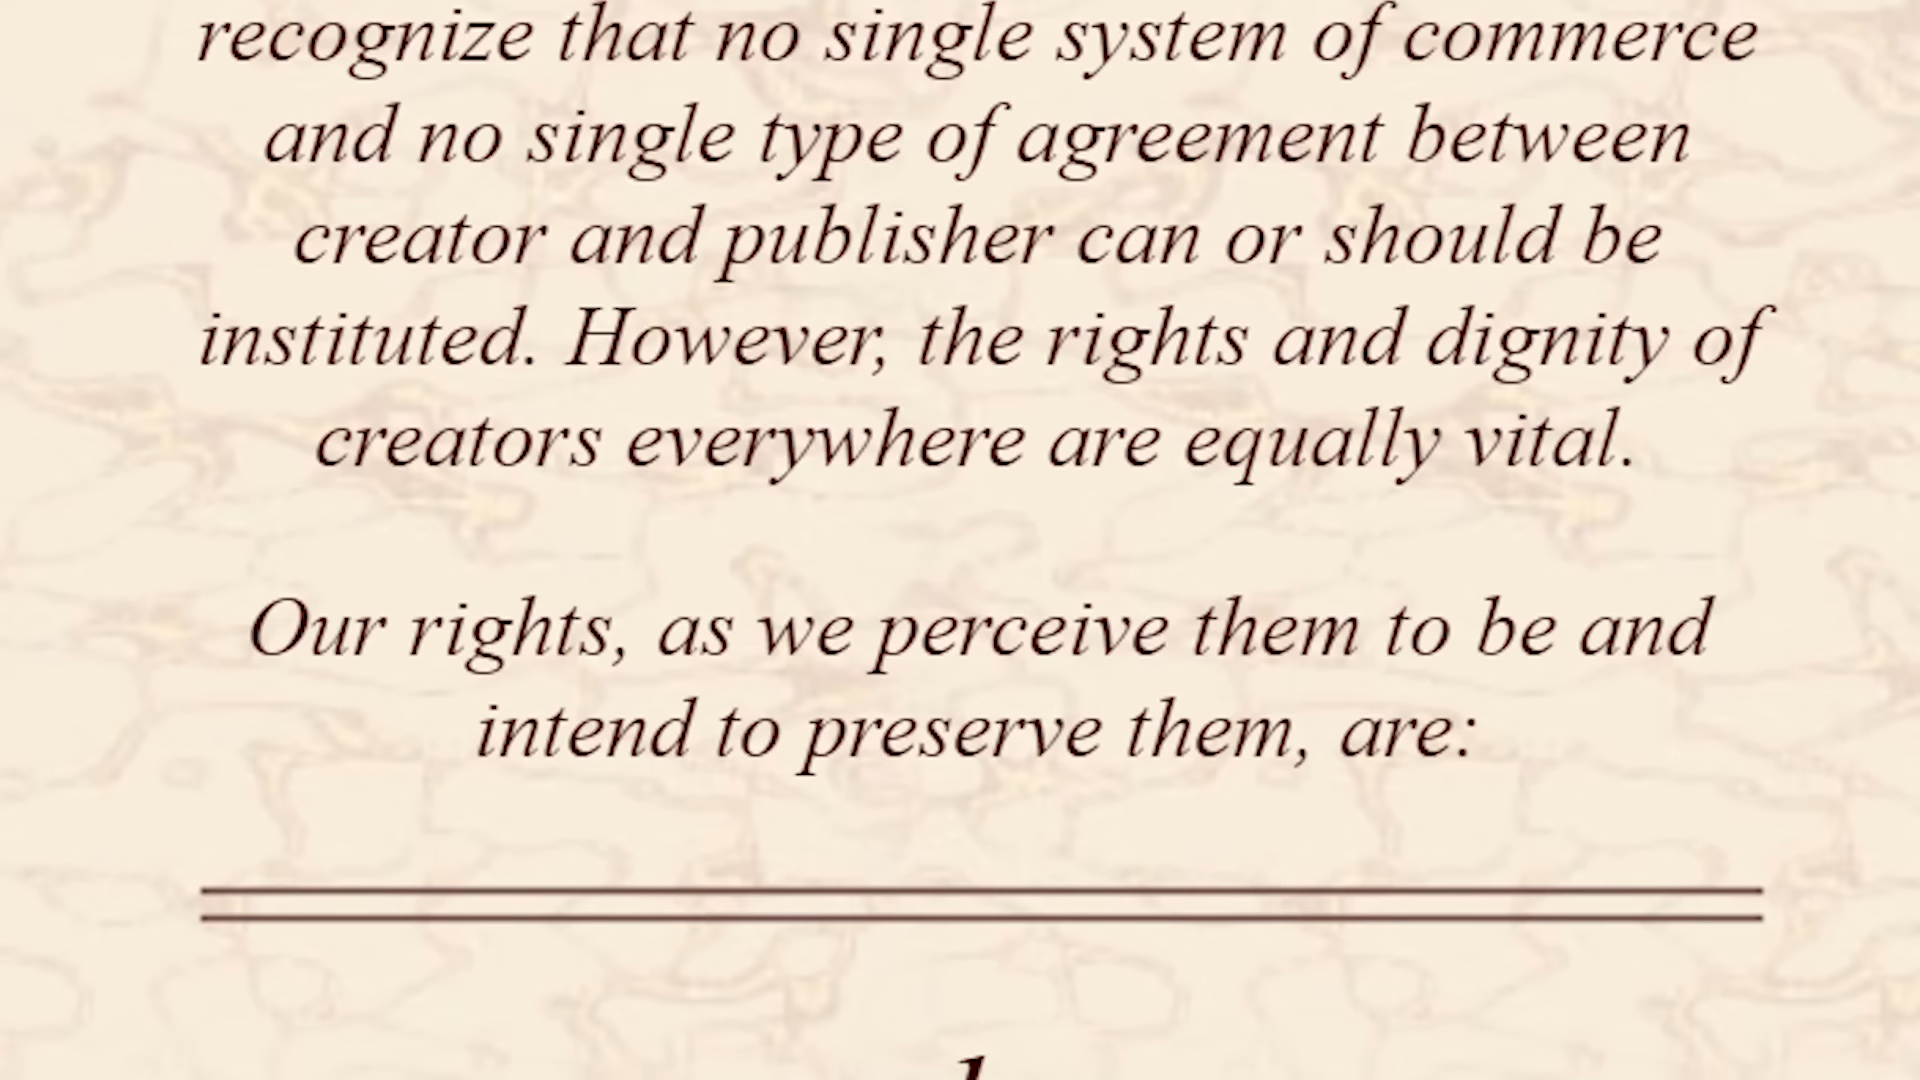 recognize that no single system of commerce
and no single type of agreement between
creator and publisher can or should be
instituted. However, the rights and dignity of
creators everywhere are equally vital.
Our rights, as we perceive them to be and
intend to preserve them, are: